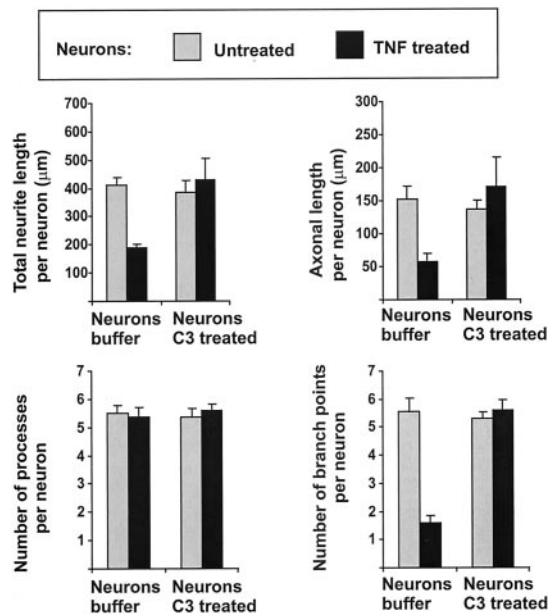 Neurons: Untreated TNF treated
Total neurite length
per neuron (μm)
700
600
500
400
300
200
100
Neurons Neurons
buffer C3 treated
Axonal length
per neuron (μm)
300
250
200
150
100
50
Neurons Neurons
buffer C3 treated
Number of processes
per neuron
7
6
5
4
3
2
1
Neurons Neurons
buffer C3 treated
Number of branch points
per neuron
7
6
5
4
3
2
1
Neurons Neurons
buffer C3 treated